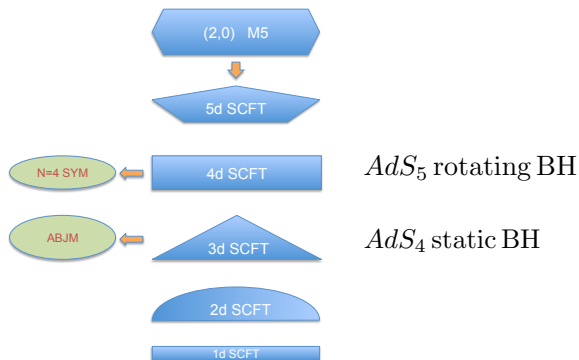 (2,0) M5
5d SCFT
N=4 SYM
4d SCFT
AdS5 rotating BH
ABJM
3d SCFT
AdS4 static BH
2d SCFT
1d SCFT